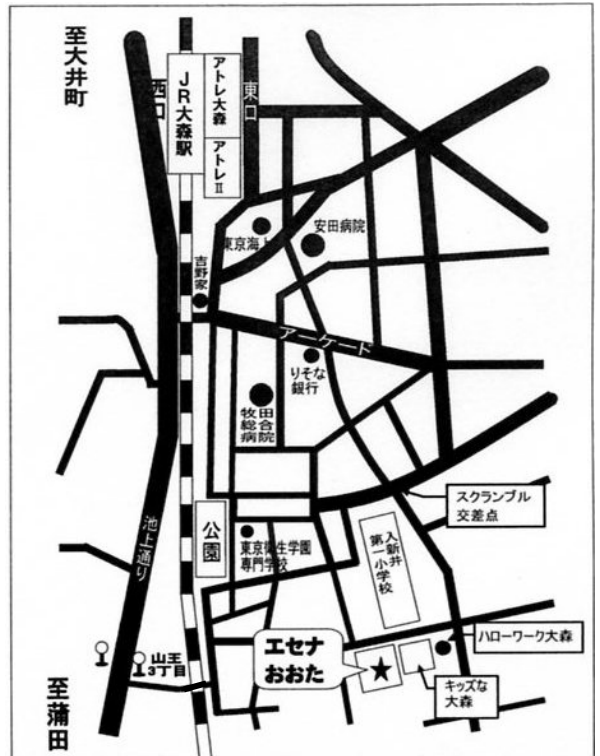 至大井町
西口
JR大森駅
アトレ大森
アトレⅡ
東口
東京海上
安田病院
吉野家
アーケード
りそな
銀行
牧田
総合
病院
スクランブル
交差点
公園
東京衛生学園
専門学校
入新井
第一小学校
池上通り
エセナ
おおた
ハローワーク大森
キッズな
大森
山王
3丁目
至蒲田